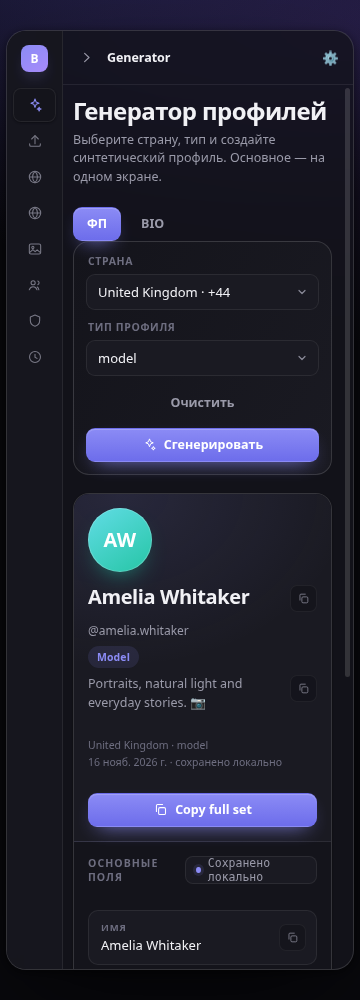 B
Generator
Генератор профилей
Выберите страну, тип и создайте
синтетический профиль. Основное — на
одном экране.
ФП
BIO
СТРАНА
United Kingdom · +44
ТИП ПРОФИЛЯ
model
Очистить
Сгенерировать
AW
Amelia Whitaker
@amelia.whitaker
Model
Portraits, natural light and
everyday stories. 📷
United Kingdom · model
16 нояб. 2026 г. · сохранено локально
Copy full set
ОСНОВНЫЕ
ПОЛЯ
Сохранено
локально
ИМЯ
Amelia Whitaker